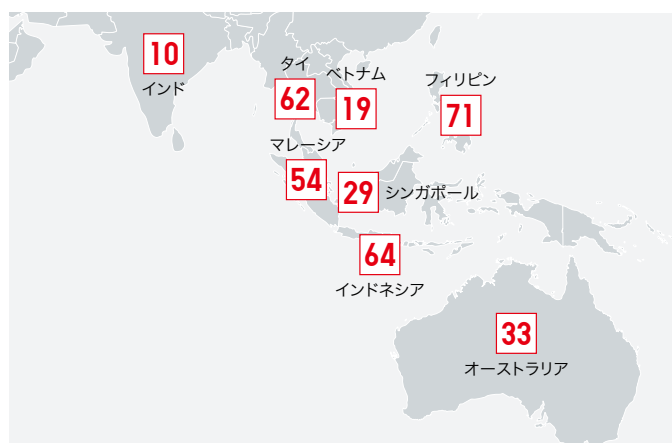 10
インド
タイ
62
ベトナム
19
フィリピン
71
マレーシア
54
29
シンガポール
64
インドネシア
33
オーストラリア